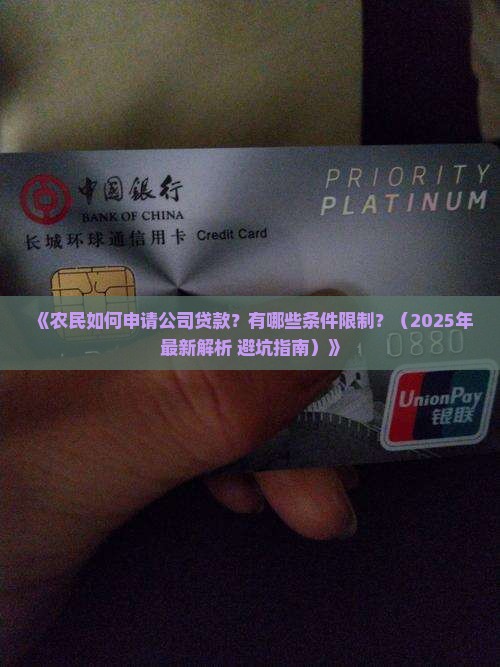 中國銀行
BANK OF CHINA
长城环球通信用卡 Credit Card
PRIORITY
PLATINUM
《农民如何申请公司贷款？有哪些条件限制？（2025年
最新解析 避坑指南）》
0880
UnionPay
银联